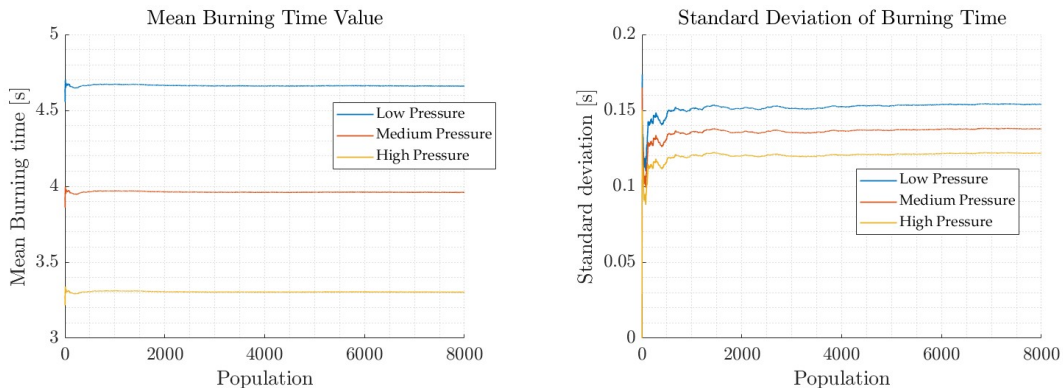 Mean Burning Time Value
Mean Burning time [s]
5
4.5
4
3.5
3
Low Pressure
Medium Pressure
High Pressure
0 2000 4000 6000 8000
Population
Standard Deviation of Burning Time
Standard deviation [s]
0.2
0.15
0.1
0.05
0
Low Pressure
Medium Pressure
High Pressure
0 2000 4000 6000 8000
Population